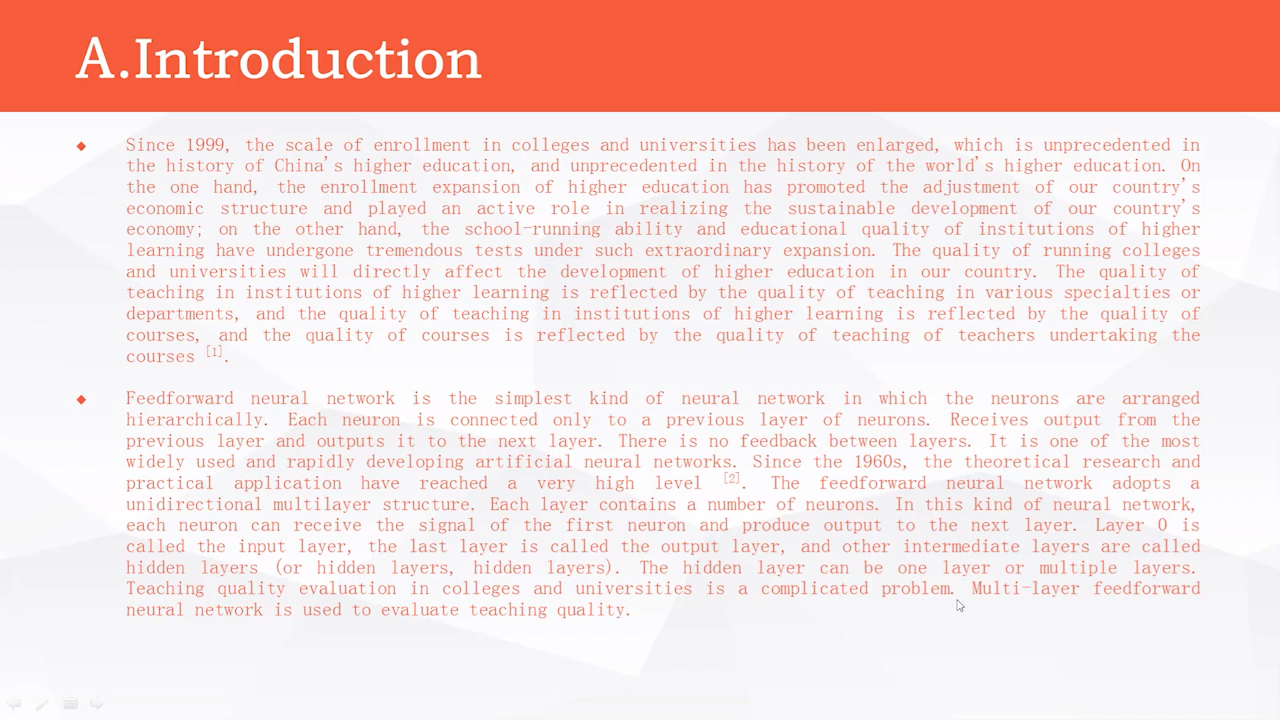 A.Introduction
Since 1999, the scale of enrollment in colleges and universities has been enlarged, which is unprecedented in
the history of China's higher education, and unprecedented in the history of the world's higher education. On
the one hand, the enrollment expansion of higher education has promoted the adjustment of our country's
economic structure and played an active role in realizing the sustainable development of our country's
economy; on the other hand, the school-running ability and educational quality of institutions of higher
learning have undergone tremendous tests under such extraordinary expansion. The quality of running colleges
and universities will directly affect the development of higher education in our country. The quality of
teaching in institutions of higher learning is reflected by the quality of teaching in various specialties or
departments, and the quality of teaching in institutions of higher learning is reflected by the quality of
courses, and the quality of courses is reflected by the quality of teaching of teachers undertaking the
courses [1].
Feedforward neural network is the simplest kind of neural network in which the neurons are arranged
hierarchically. Each neuron is connected only to a previous layer of neurons. Receives output from the
previous layer and outputs it to the next layer. There is no feedback between layers. It is one of the most
widely used and rapidly developing artificial neural networks. Since the 1960s, the theoretical research and
practical application have reached a very high level [2]. The feedforward neural network adopts a
unidirectional multilayer structure. Each layer contains a number of neurons. In this kind of neural network,
each neuron can receive the signal of the first neuron and produce output to the next layer. Layer 0 is
called the input layer, the last layer is called the output layer, and other intermediate layers are called
hidden layers (or hidden layers, hidden layers). The hidden layer can be one layer or multiple layers.
Teaching quality evaluation in colleges and universities is a complicated problem. Multi-layer feedforward
neural network is used to evaluate teaching quality.